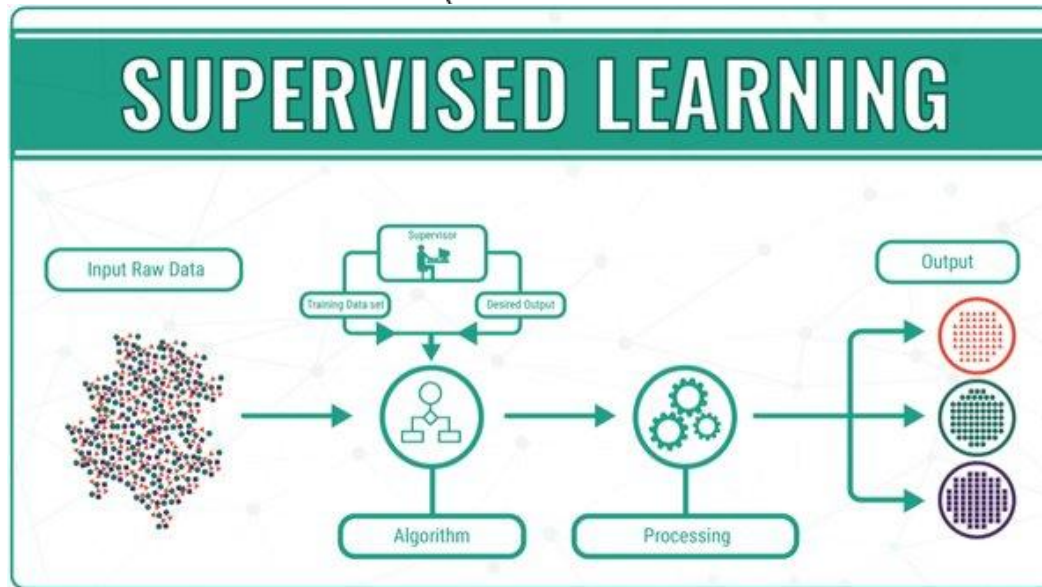 SUPERVISED LEARNING
Input Raw Data
Supervisor
Training Data set
Desired Output
Algorithm
Processing
Output